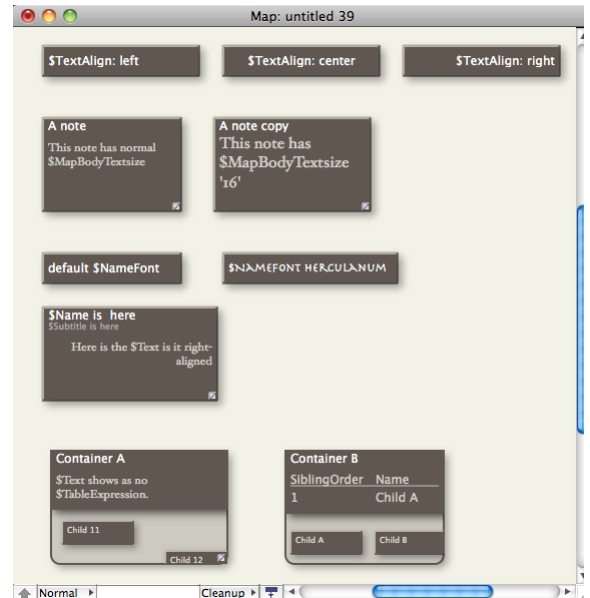 Map: untitled 39
$TextAlign: left
$TextAlign: center
$TextAlign: right
A note
This note has normal
$MapBodyTextsize
A note copy
This note has
$MapBodyTextsize
'16'
default $NameFont
$NAMEFONT HERCULANUM
$Name is  here
$Subtitle is here
Here is the $Text is it right-
aligned
Container A
$Text shows as no
$TableExpression.
Child 11
Child 12
Container B
SiblingOrder Name
1 Child A
Child A
Child B
Normal
Cleanup